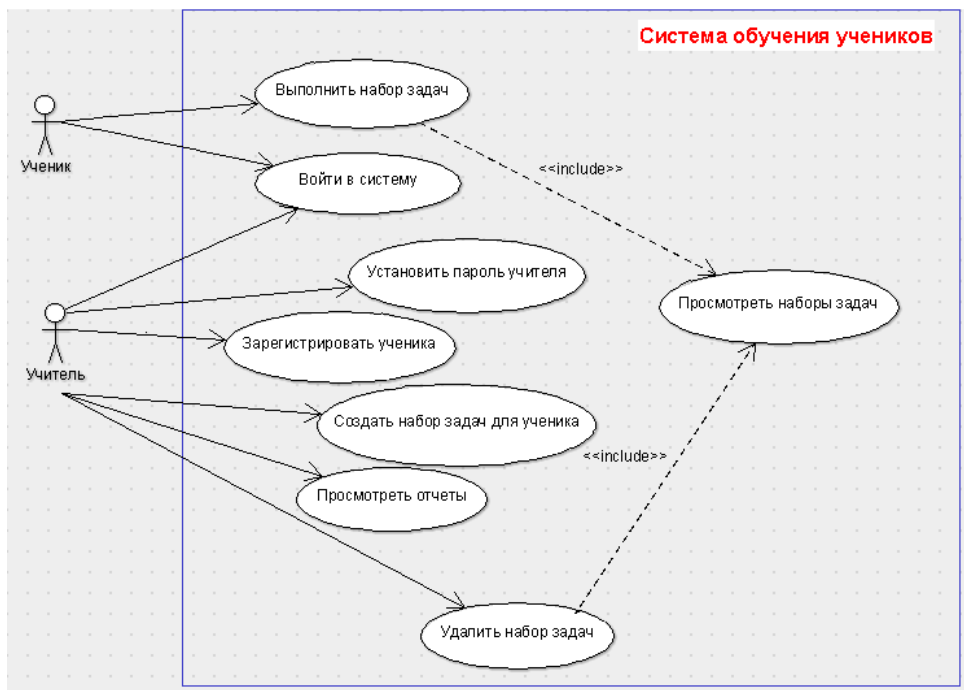 Система обучения учеников
Выполнить набор задач
Ученик
<<include>>
Войти в систему
Установить пароль учителя
Просмотреть наборы задач
Зарегистрировать ученика
Учитель
Создать набор задач для ученика
<<include>>
Просмотреть отчеты
Удалить набор задач